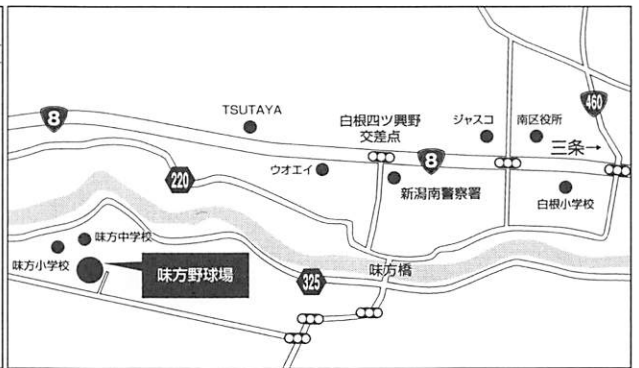 460
TSUTAYA
白根四ツ興野
交差点
ジャスコ
南区役所
8
三条→
8
ウオエイ
220
新潟南警察署
白根小学校
味方中学校
味方小学校
味方野球場
325
味方橋